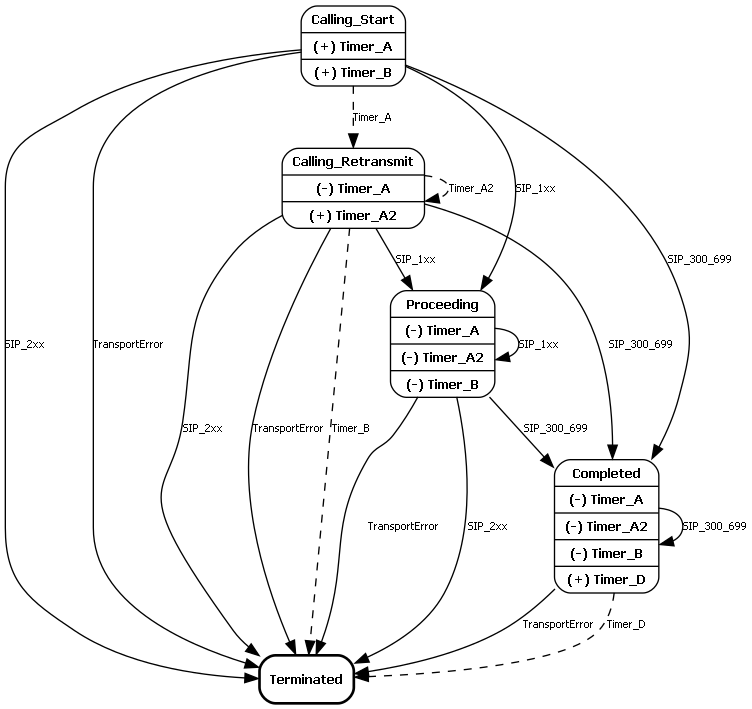 Calling_Start
(+) Timer_A
(+) Timer_B
Timer_A
Calling_Retransmit
(-) Timer_A
(+) Timer_A2
Timer_A2
SIP_1xx
SIP_1xx
SIP_300_699
Proceeding
(-) Timer_A
(-) Timer_A2
(-) Timer_B
SIP_2xx
TransportError
SIP_1xx
SIP_300_699
SIP_2xx
TransportError
Timer_B
SIP_300_699
Completed
(-) Timer_A
(-) Timer_A2
(-) Timer_B
(+) Timer_D
TransportError
SIP_2xx
SIP_300_699
TransportError
Timer_D
Terminated